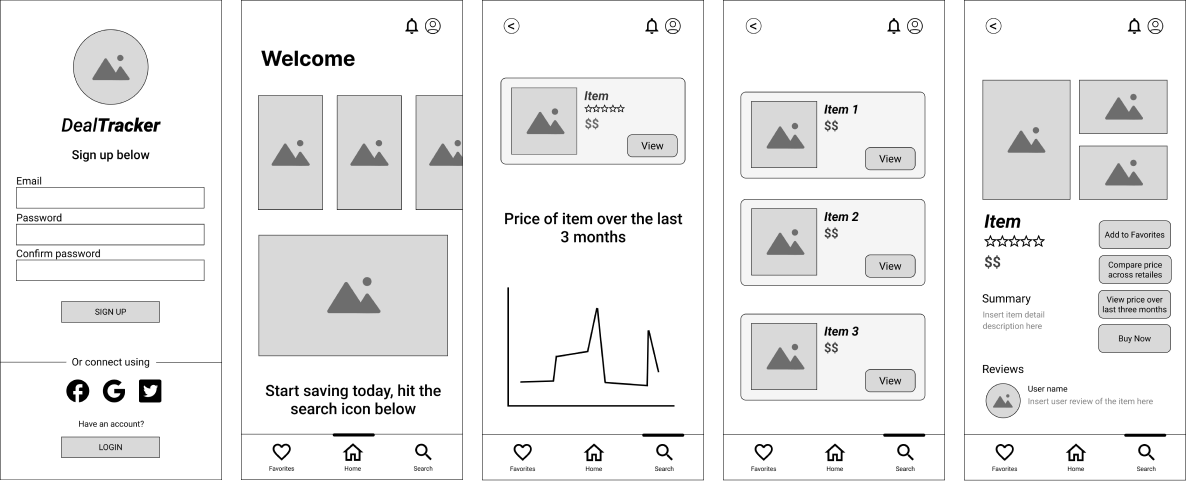 DealTracker
Sign up below
Email
Password
Confirm password
SIGN UP
Or connect using
Have an account?
LOGIN
Welcome
Start saving today, hit the
search icon below
Favorites
Home
Search
<
Item
$$
View
Price of item over the last
3 months
Favorites
Home
Search
<
Item 1
$$
View
Item 2
$$
View
Item 3
$$
View
Favorites
Home
Search
<
Item
$$
Add to Favorites
Compare price
across retailes
View price over
last three months
Buy Now
Summary
Insert item detail
description here
Reviews
User name
Insert user review of the item here
Favorites
Home
Search